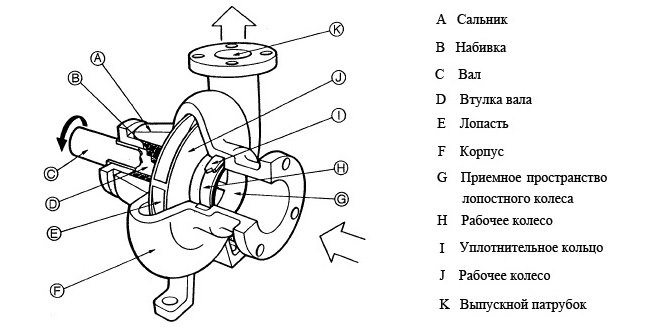 A
B
C
D
E
F
G
H
I
J
K
A Сальник
B Набивка
C Вал
D Втулка вала
E Лопасть
F Корпус
G Приемное пространство
лопостного колеса
H Рабочее колесо
I Уплотнительное кольцо
J Рабочее колесо
K Выпускной патрубок